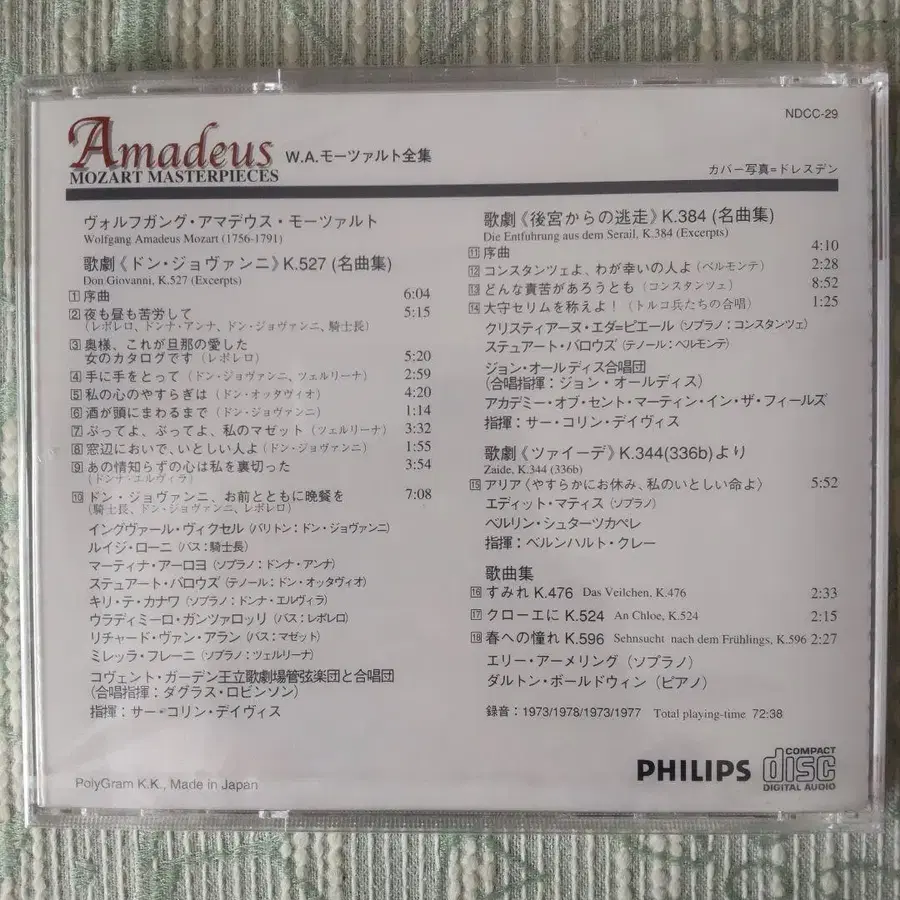 NDCC-29
Amadeus
MOZART MASTERPIECES
W.A.モーツァルト全集
カバー写真=ドレスデン
ヴォルフガング・アマデウス・モーツァルト
Wolfgang Amadeus Mozart (1756-1791)
歌劇《ドン・ジョヴァンニ》K.527 (名曲集)
Don Giovanni, K.527 (Excerpts)
1 序曲 6:04
2 夜も昼も苦労して 5:15
(レポレロ、ドンナ・アンナ、ドン・ジョヴァンニ、騎士長)
3 奥様、これが旦那の愛した
女のカタログです (レポレロ) 5:20
4 手に手をとって (ドン・ジョヴァンニ、ツェルリーナ) 2:59
5 私の心のやすらぎは (ドン・オッタヴィオ) 4:20
6 酒が頭にまわるまで (ドン・ジョヴァンニ) 1:14
7 ぶってよ、ぶってよ、私のマゼット (ツェルリーナ) 3:32
8 窓辺において、いとしい人よ (ドン・ジョヴァンニ) 1:55
9 あの情知らずの心は私を裏切った 3:54
(ドンナ・エルヴィラ)
10 ドン・ジョヴァンニ、お前とともに晩餐を 7:08
(騎士長、ドン・ジョヴァンニ、レポレロ)
イングヴァール・ヴィクセル (バリトン：ドン・ジョヴァンニ)
ルイジ・ローニ (バス：騎士長)
マーティナ・アーロヨ (ソプラノ：ドンナ・アンナ)
ステュアート・バロウズ (テノール：ドン・オッタヴィオ)
キリ・テ・カナワ (ソプラノ：ドンナ・エルヴィラ)
ウラディミーロ・ガンツァロッリ (バス：レポレロ)
リチャード・ヴァン・アラン (バス：マゼット)
ミレッラ・フレーニ (ソプラノ：ツェルリーナ)
コヴェント・ガーデン王立歌劇場管弦楽団と合唱団
(合唱指揮：ダグラス・ロビンソン)
指揮：サー・コリン・デイヴィス
歌劇《後宮からの逃走》K.384 (名曲集)
Die Entfuhrung aus dem Serail, K.384 (Excerpts)
11 序曲 4:10
12 コンスタンツェよ、わが幸いの人よ (ベルモンテ) 2:28
13 どんな責苦があろうとも (コンスタンツェ) 8:52
14 大守セリムを称えよ! (トルコ兵たちの合唱) 1:25
クリスティアーヌ・エダ=ピエール (ソプラノ：コンスタンツェ)
ステュアート・バロウズ (テノール：ベルモンテ)
ジョン・オールディス合唱団
(合唱指揮：ジョン・オールディス)
アカデミー・オブ・セント・マーティン・イン・ザ・フィールズ
指揮：サー・コリン・デイヴィス
歌劇《ツァイーデ》K.344(336b)より
Zaide, K.344 (336b)
15 アリア〈やすらかにお休み、私のいとしい命よ〉 5:52
エディット・マティス (ソプラノ)
ベルリン・シュターツカペレ
指揮：ベルンハルト・クレー
歌曲集
16 すみれ K.476 Das Veilchen, K.476 2:33
17 クローエに K.524 An Chloe, K.524 2:15
18 春への憧れ K.596 Sehnsucht nach dem Frühlings, K.596 2:27
エリー・アーメリング (ソプラノ)
ダルトン・ボールドウィン (ピアノ)
録音：1973/1978/1973/1977 Total playing-time 72:38
PolyGram K.K., Made in Japan
PHILIPS
COMPACT
disc
DIGITAL AUDIO